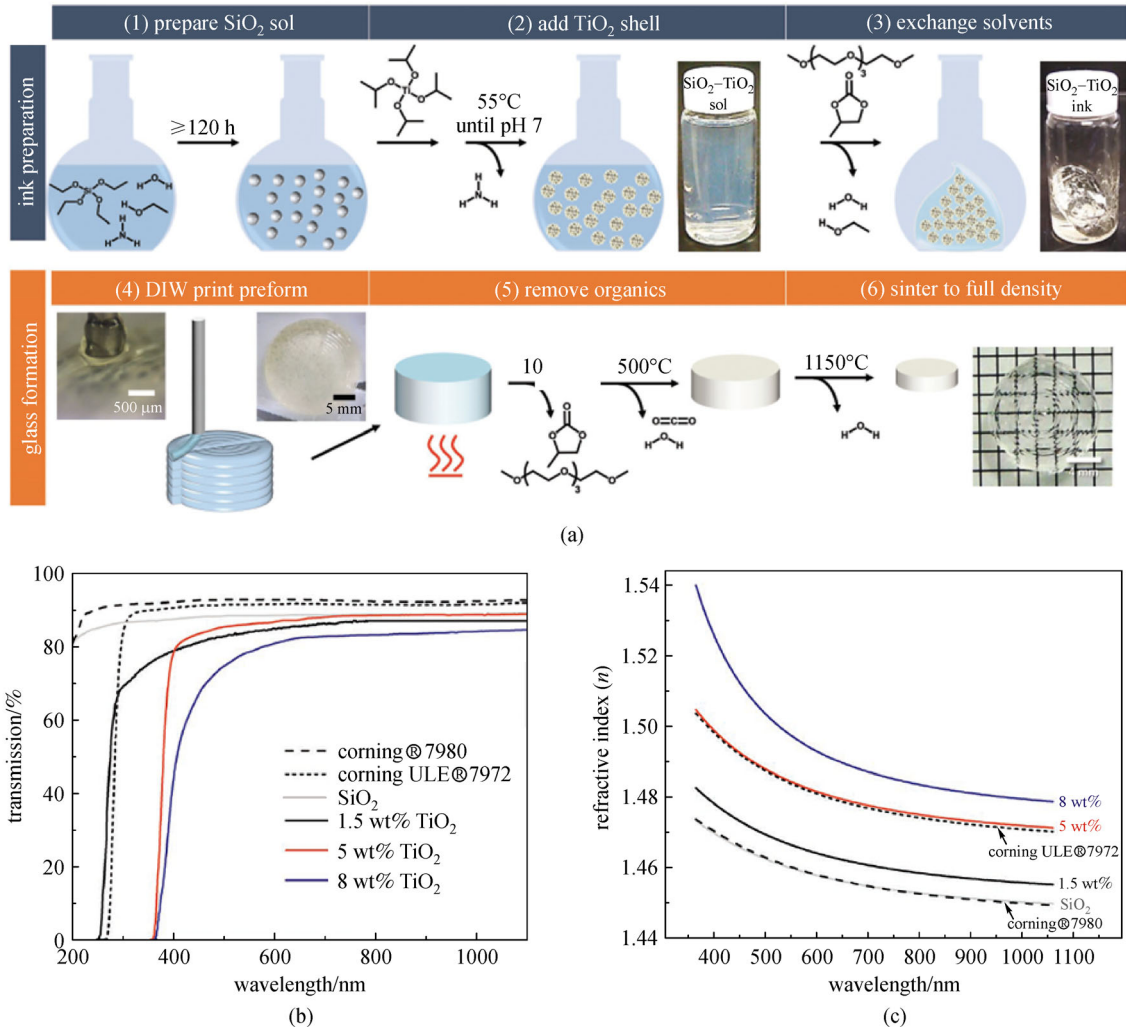 (1) prepare SiO₂ sol
(2) add TiO₂ shell
(3) exchange solvents
ink preparation
≥120 h
55°C
until pH 7
SiO₂−TiO₂
sol
SiO₂−TiO₂
ink
(4) DIW print preform
(5) remove organics
(6) sinter to full density
glass formation
500 μm
5 mm
10
500°C
1150°C
(a)
transmission/%
100
80
60
40
20
0
corning®7980
corning ULE®7972
SiO₂
1.5 wt% TiO₂
5 wt% TiO₂
8 wt% TiO₂
200 400 600 800 1000
wavelength/nm
(b)
refractive index (n)
1.54
1.52
1.50
1.48
1.46
1.44
8 wt%
5 wt%
corning ULE®7972
1.5 wt%
SiO₂
corning®7980
400 500 600 700 800 900 1000 1100
wavelength/nm
(c)